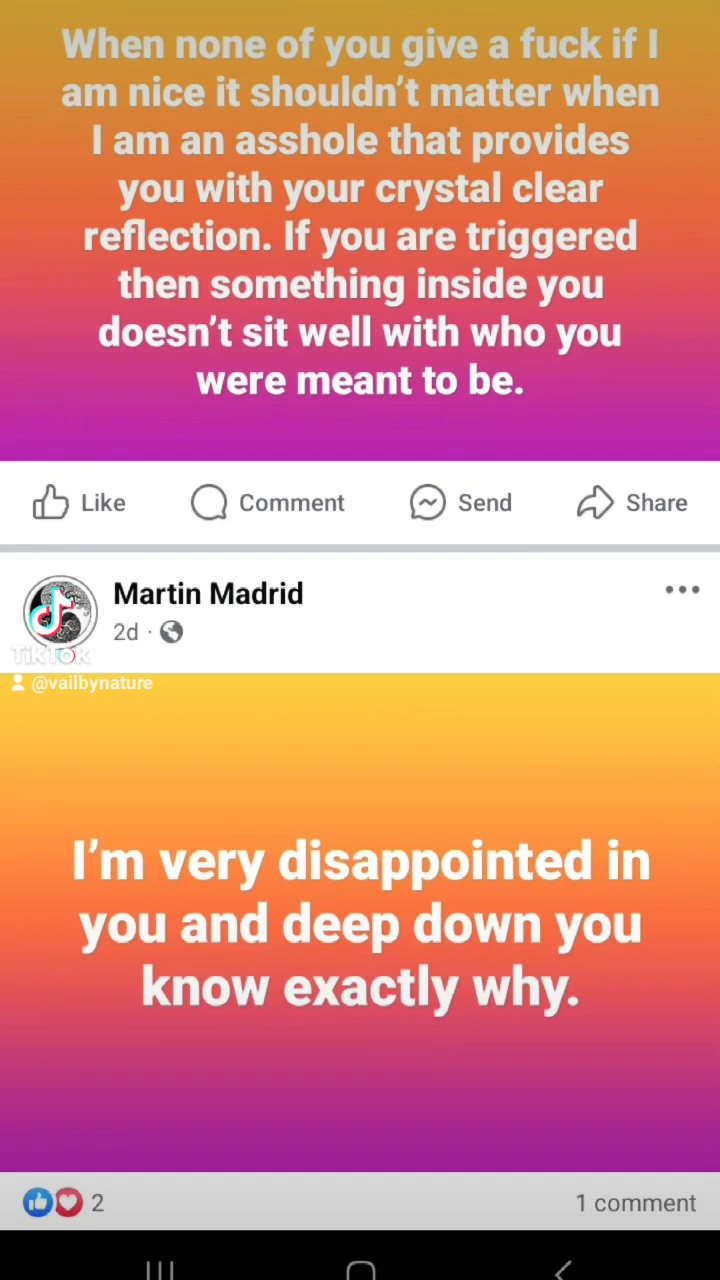 When none of you give a fuck if I
am nice it shouldn't matter when
I am an asshole that provides
you with your crystal clear
reflection. If you are triggered
then something inside you
doesn't sit well with who you
were meant to be.
Like Comment Send Share
Martin Madrid
2d ·
TikTok
@vailbynature
I'm very disappointed in
you and deep down you
know exactly why.
2 1 comment